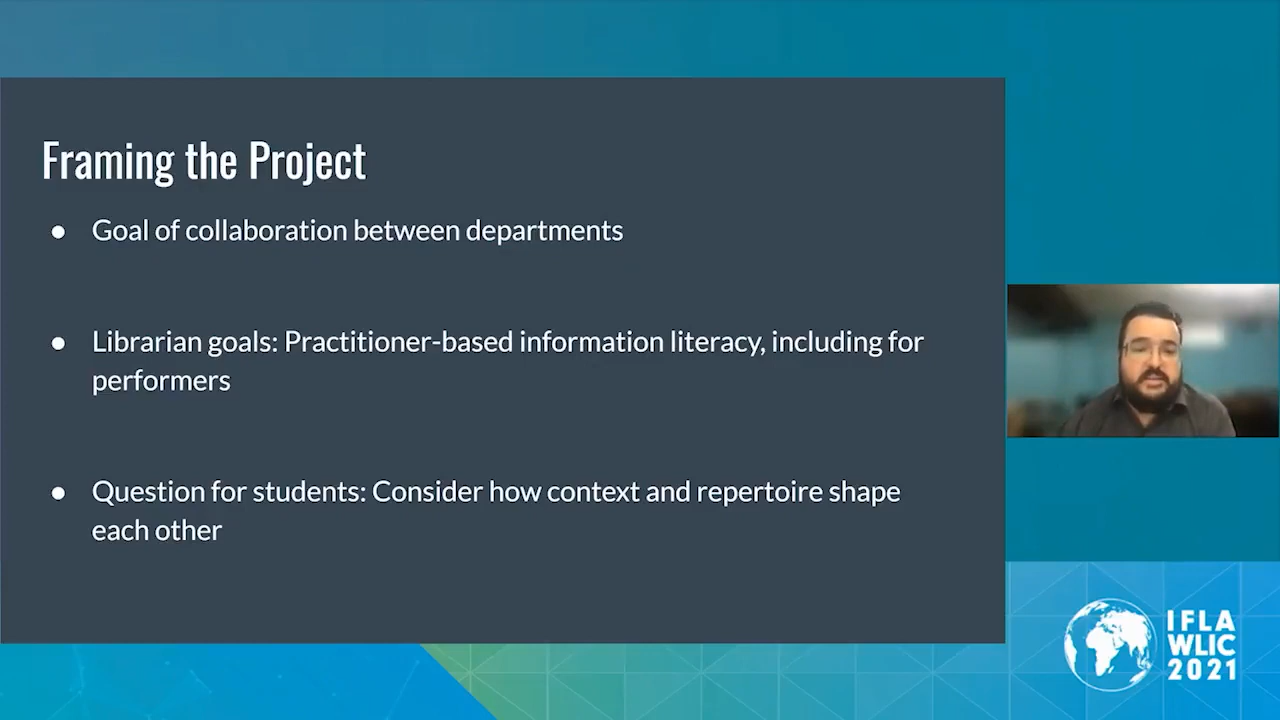 Framing the Project
● Goal of collaboration between departments
● Librarian goals: Practitioner-based information literacy, including for
performers
● Question for students: Consider how context and repertoire shape
each other
IFLA
WLIC
2021